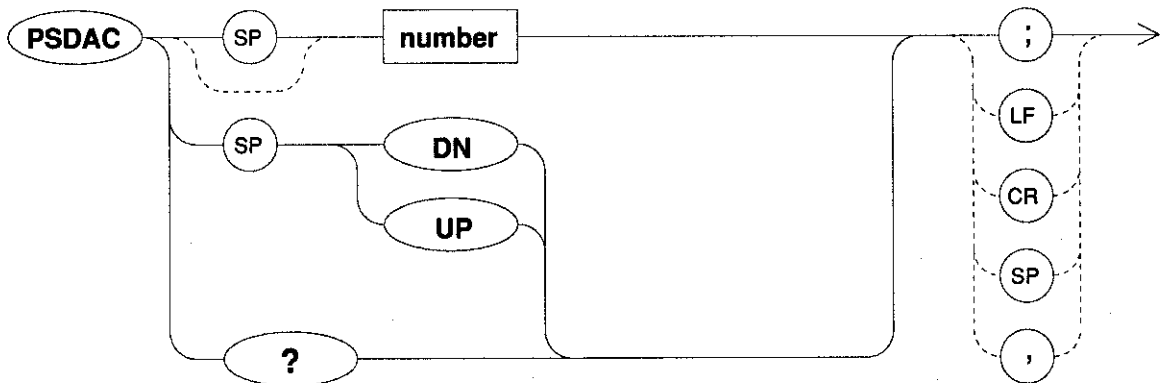 PSDAC SP number ;
LF
SP DN
CR
UP
SP
? ,